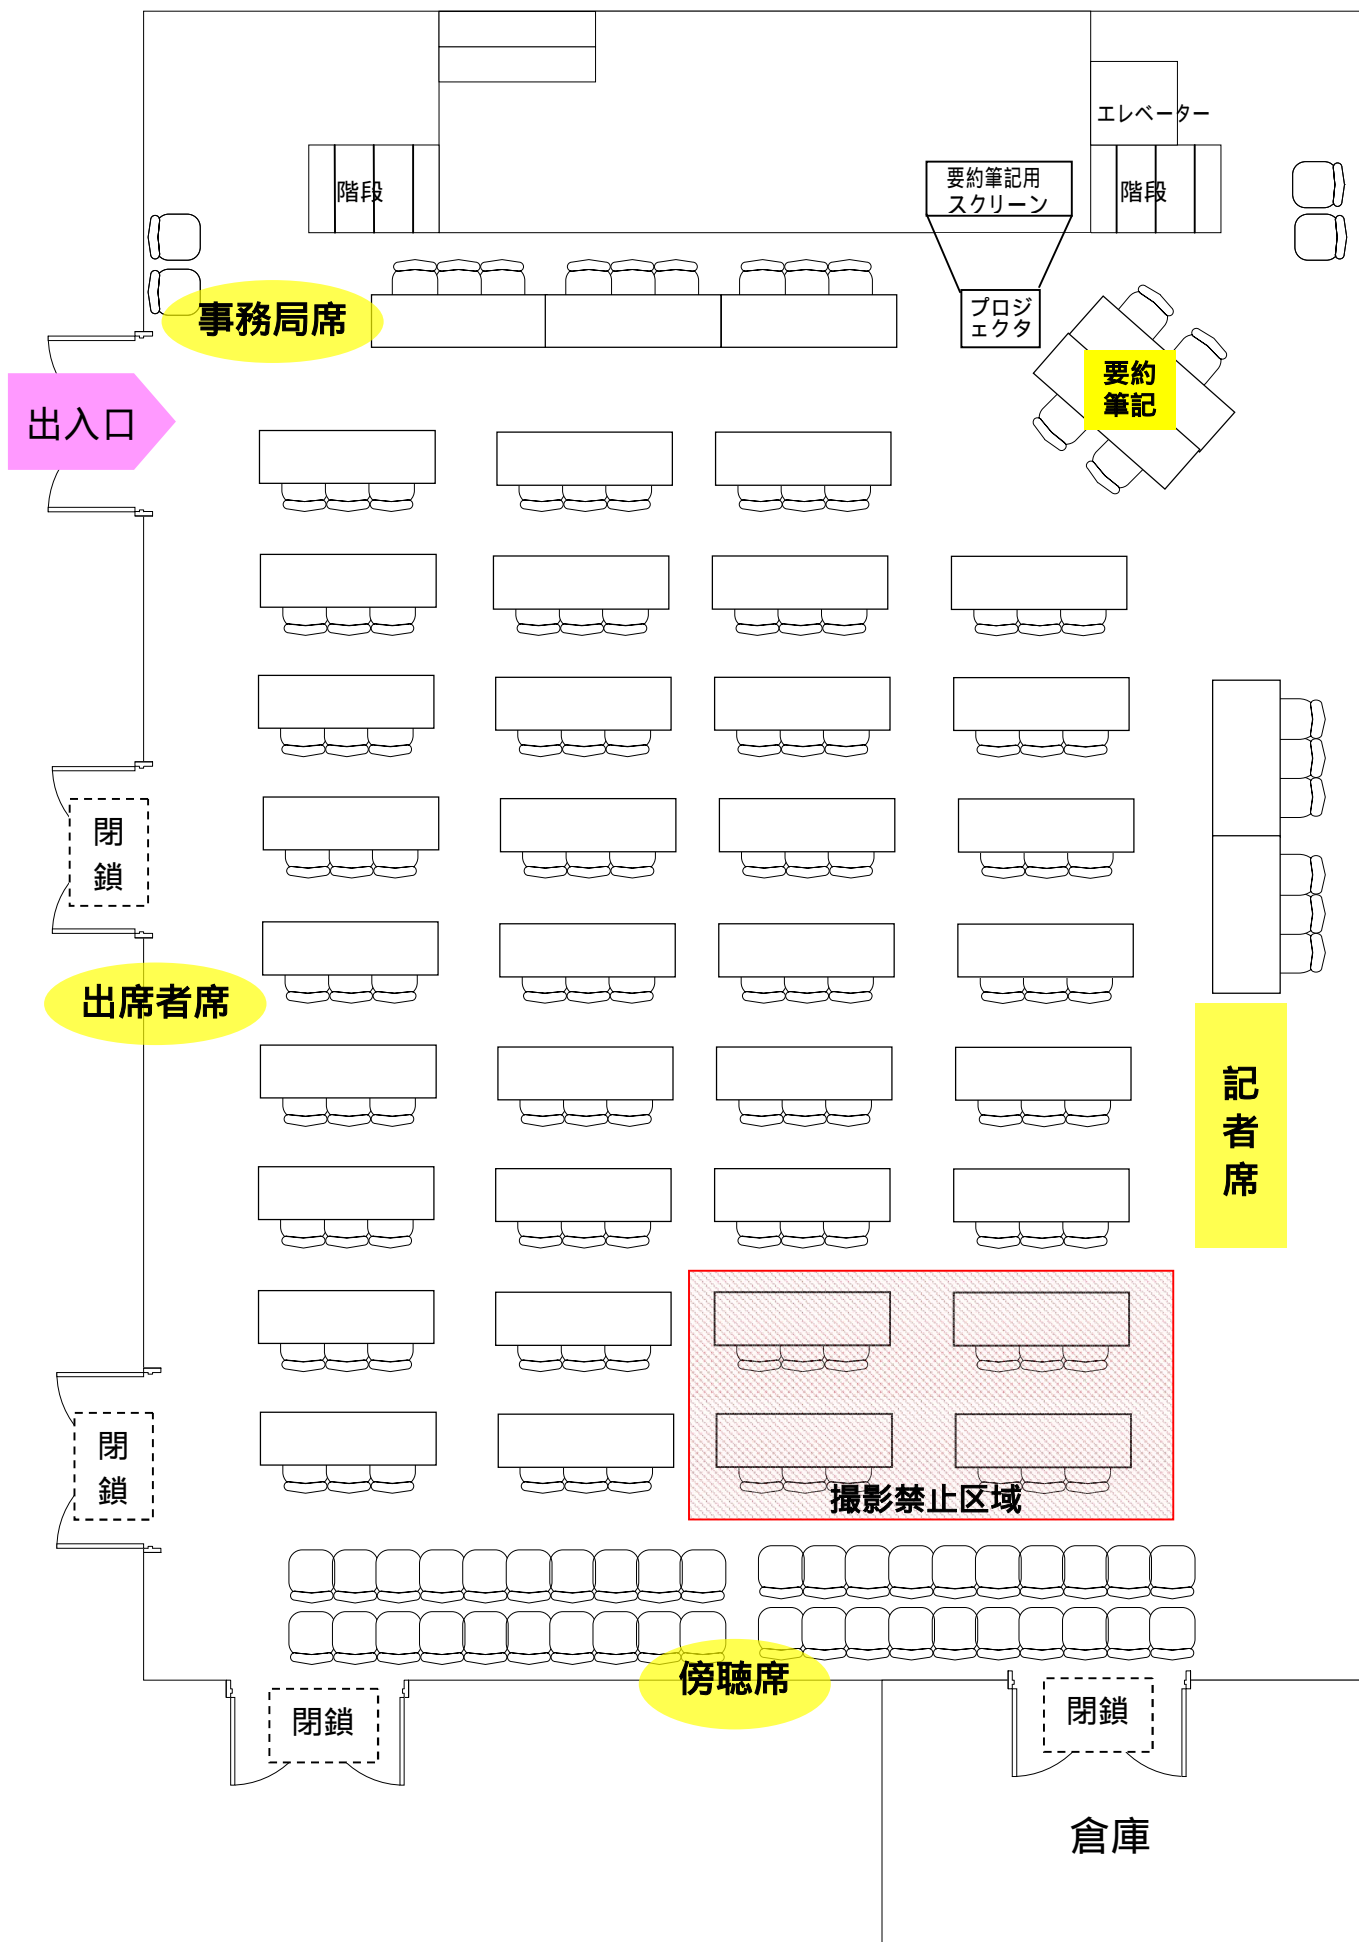 エレベーター
階段
要約筆記用
スクリーン
階段
事務局席
プロジ
ェクタ
要約
筆記
出入口
閉
鎖
出席者席
記
者
席
閉
鎖
撮影禁止区域
傍聴席
閉鎖
閉鎖
倉庫